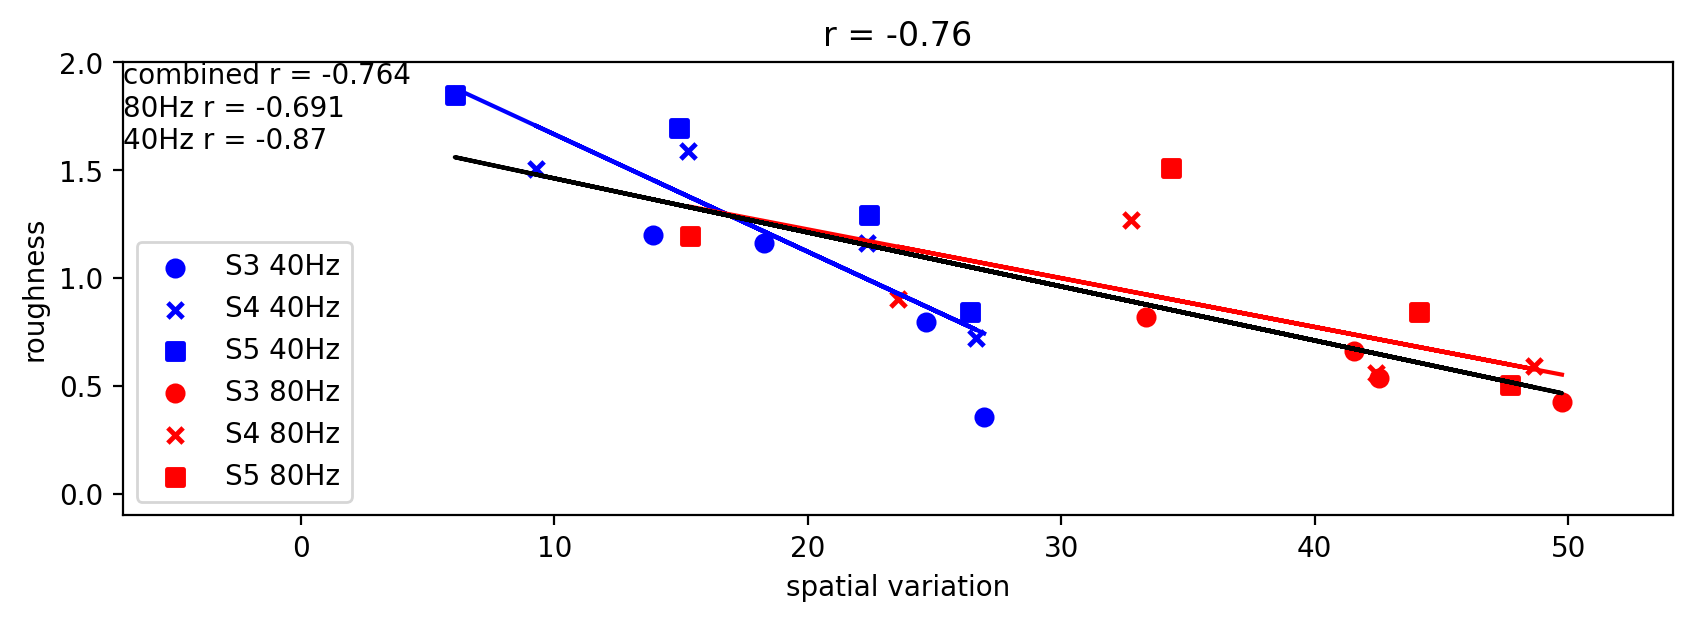 r = -0.76
combined r = -0.764
80Hz r = -0.691
40Hz r = -0.87
2.0
1.5
1.0
0.5
0.0
roughness
S3 40Hz
S4 40Hz
S5 40Hz
S3 80Hz
S4 80Hz
S5 80Hz
0 10 20 30 40 50
spatial variation